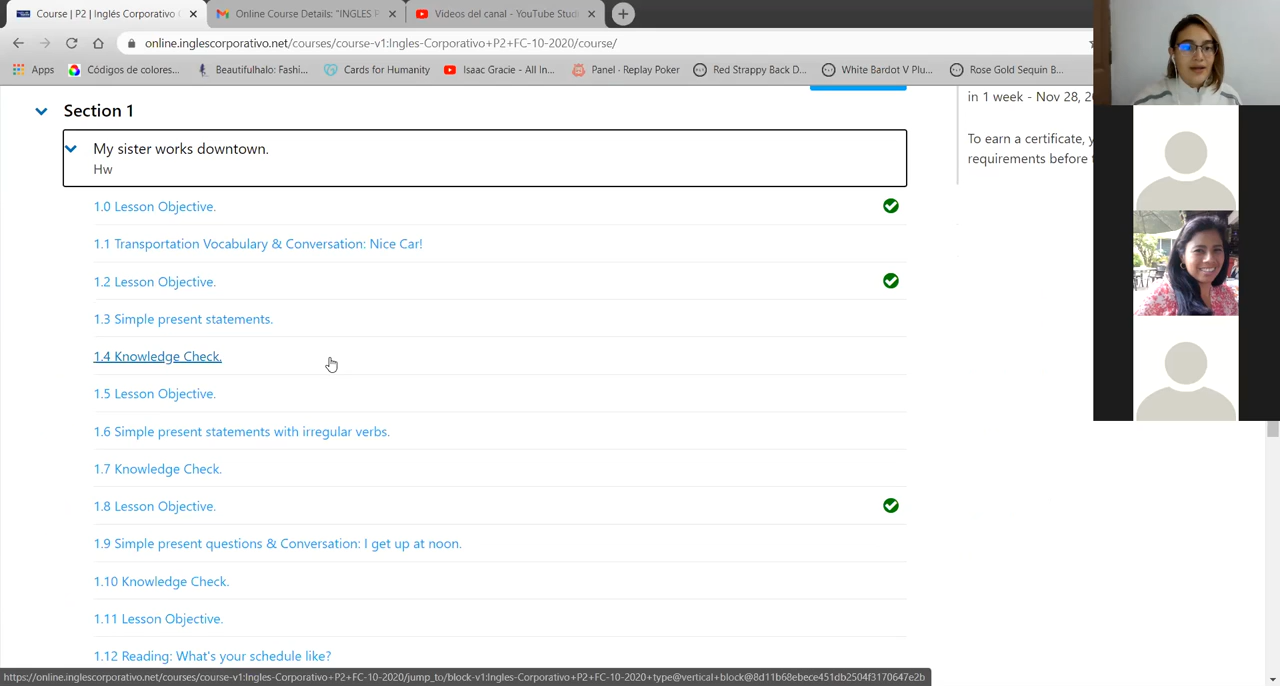 Course | P2 | Inglés Corporativo
Online Course Details: "INGLES P
Videos del canal - YouTube Studi
online.inglescorporativo.net/courses/course-v1:Ingles-Corporativo+P2+FC-10-2020/course/
Apps
Códigos de colores...
Beautifulhalo: Fashi...
Cards for Humanity
Isaac Gracie - All In...
Panel · Replay Poker
Red Strappy Back D...
White Bardot V Plu...
Rose Gold Sequin B...
Section 1
in 1 week - Nov 28, 2
My sister works downtown.
Hw
To earn a certificate, y
requirements before
1.0 Lesson Objective.
1.1 Transportation Vocabulary & Conversation: Nice Car!
1.2 Lesson Objective.
1.3 Simple present statements.
1.4 Knowledge Check.
1.5 Lesson Objective.
1.6 Simple present statements with irregular verbs.
1.7 Knowledge Check.
1.8 Lesson Objective.
1.9 Simple present questions & Conversation: I get up at noon.
1.10 Knowledge Check.
1.11 Lesson Objective.
1.12 Reading: What's your schedule like?
https://online.inglescorporativo.net/courses/course-v1:Ingles-Corporativo+P2+FC-10-2020/jump_to/block-v1:Ingles-Corporativo+P2+FC-10-2020+type@vertical+block@8d11b68ebece451db2504f3170647e2b